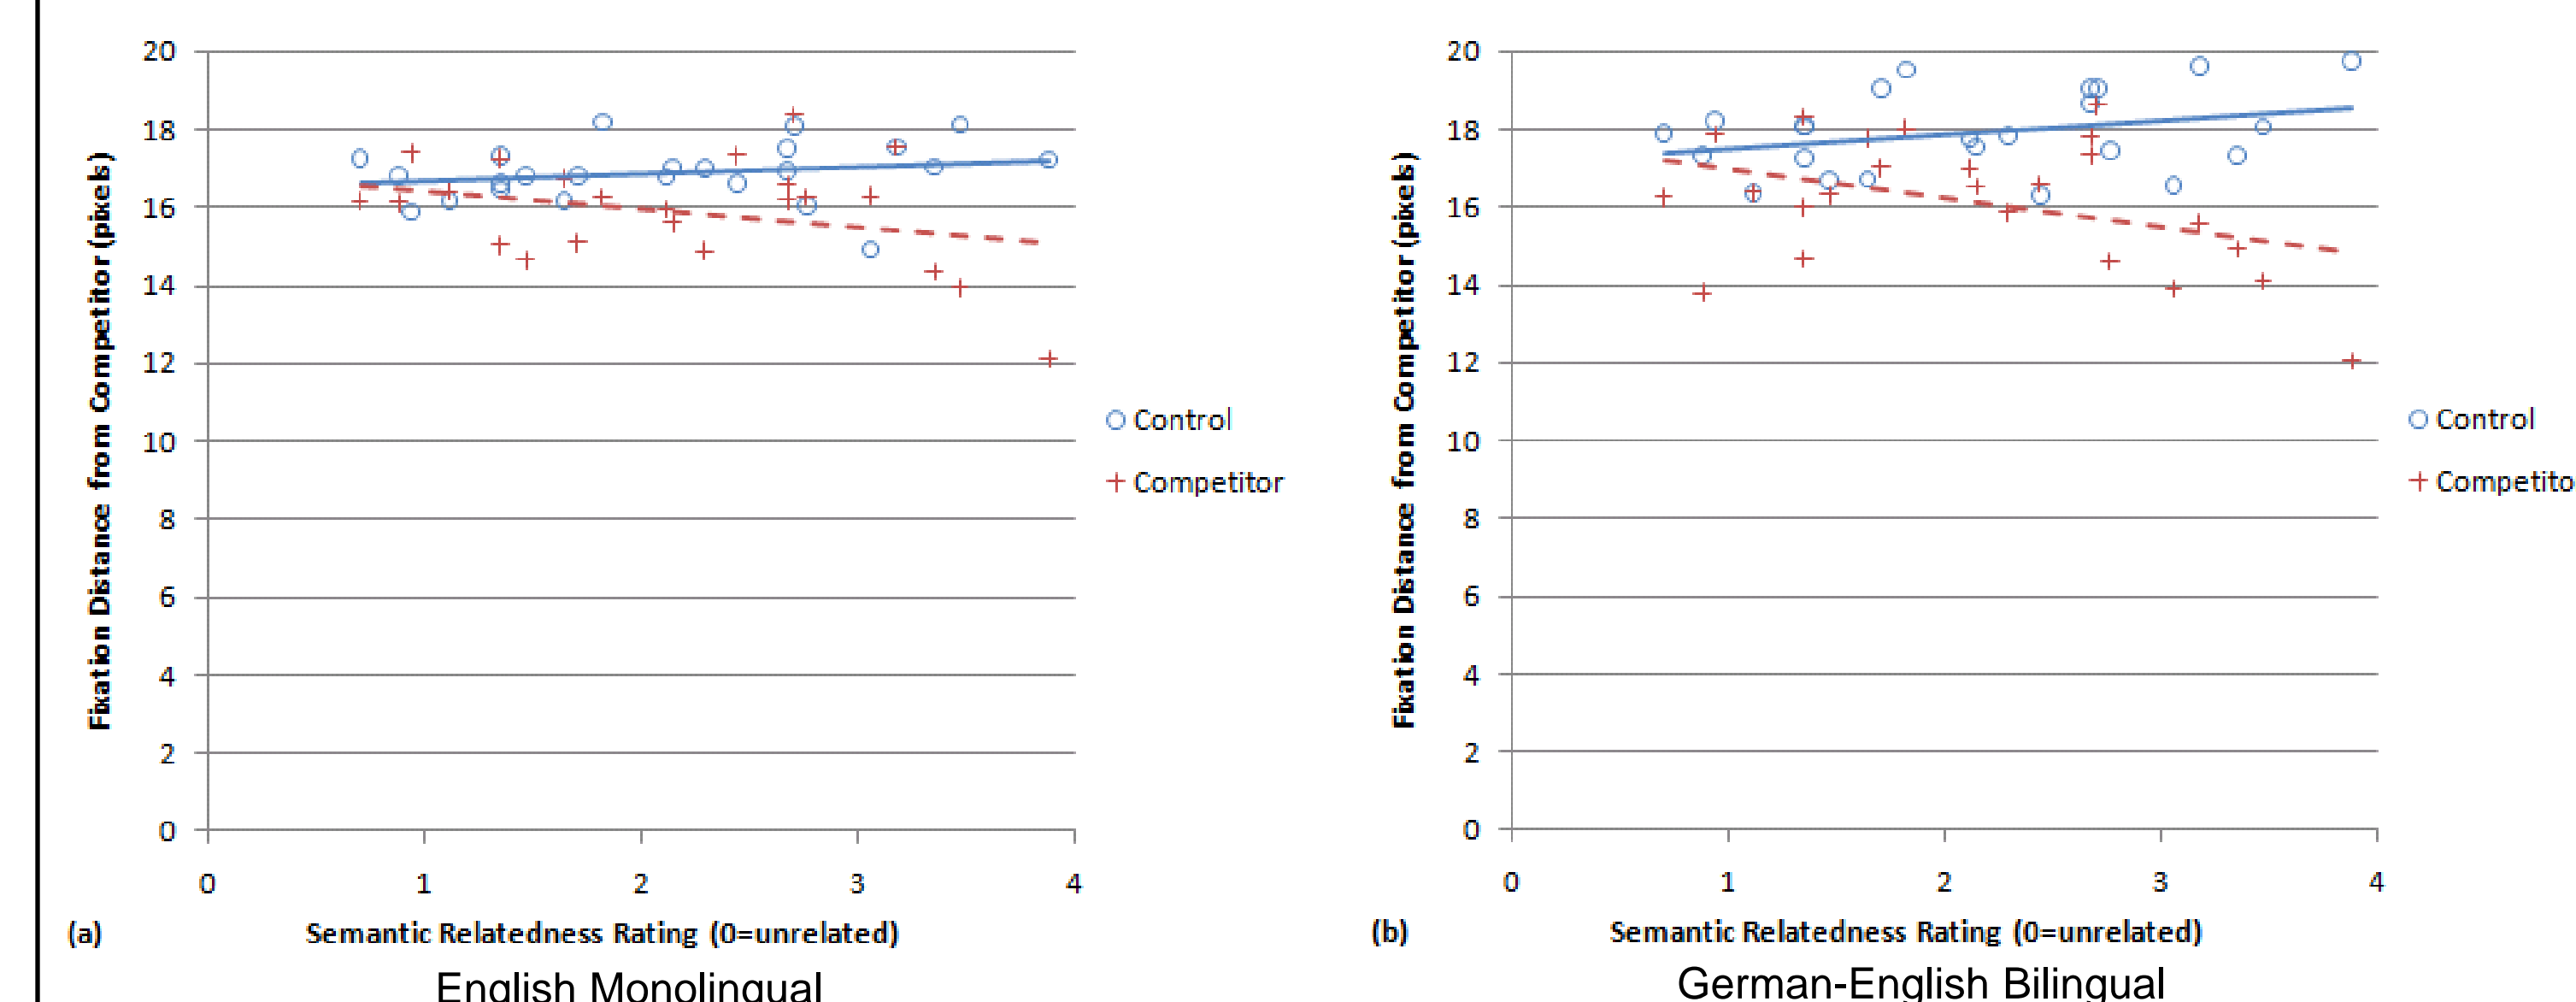 20
18
16
14
12
10
8
6
4
2
0
0 1 2 3 4
Fixation Distance from Competitor (pixels)
Control
Competitor
(a) Semantic Relatedness Rating (0=unrelated)
English Monolingual
20
18
16
14
12
10
8
6
4
2
0
0 1 2 3 4
Fixation Distance from Competitor (pixels)
Control
Competito
(b) Semantic Relatedness Rating (0=unrelated)
German-English Bilingual